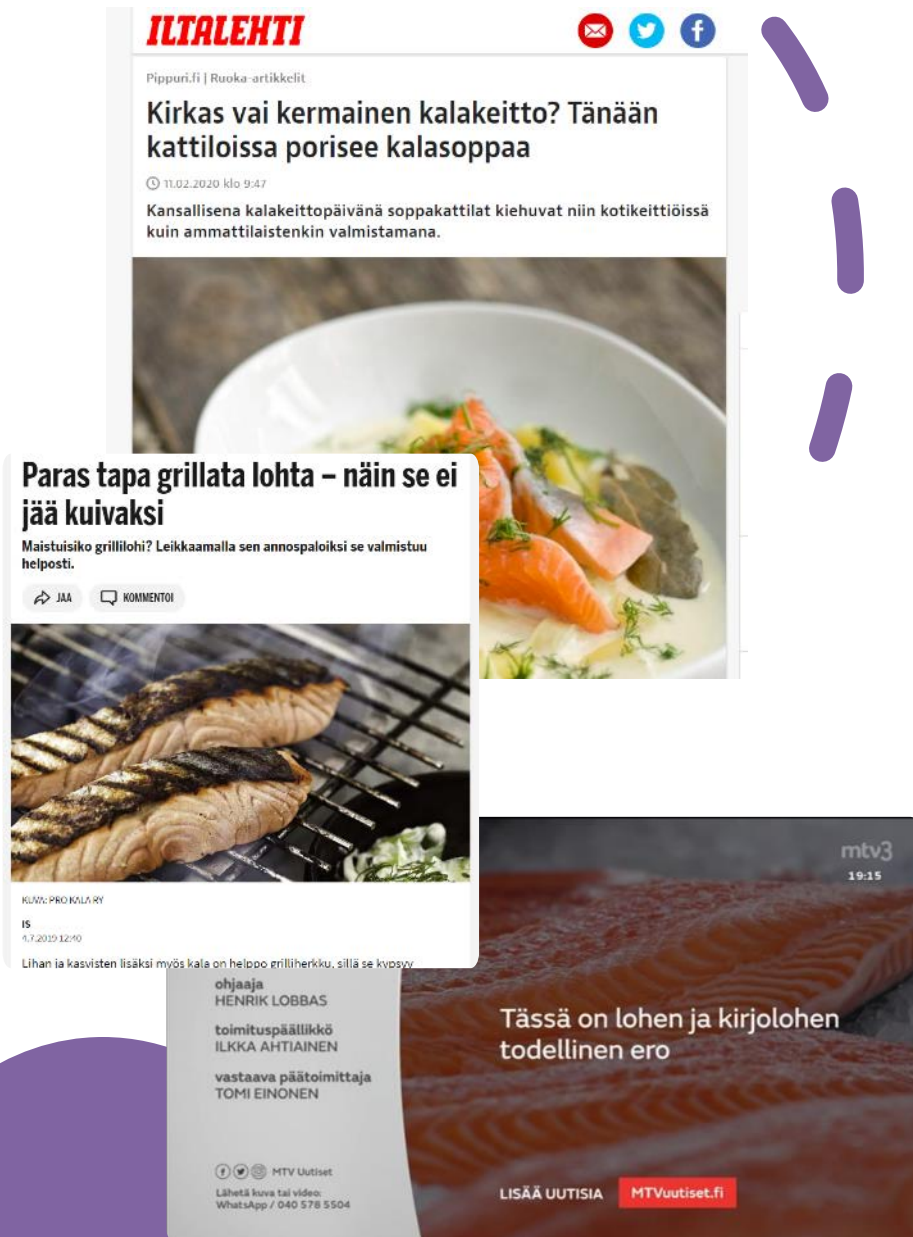 ILTALEHTI
Pippuri.fi | Ruoka-artikkelit
Kirkas vai kermainen kalakeitto? Tänään
kattiloissa porisee kalasoppaa
11.02.2020 klo 9:47
Kansallisena kalakeittopäivänä soppakattilat kiehuvat niin kotikeittiöissä
kuin ammattilaistenkin valmistamana.
Paras tapa grillata lohta – näin se ei
jää kuivaksi
Maistuisiko grillilohi? Leikkaamalla sen annospaloiksi se valmistuu
helposti.
JAA KOMMENTOI
KUVA: PRO KALA RY
IS
4.7.2019 12:40
Lihan ja kasvisten lisäksi myös kala on helppo grilliherkku, sillä se kypsyy
mtv3
19:15
ohjaaja
HENRIK LOBBAS
toimituspäällikkö
ILKKA AHTIAINEN
vastaava päätoimittaja
TOMI EINONEN
Tässä on lohen ja kirjolohen
todellinen ero
MTV Uutiset
Lähetä kuva tai video:
WhatsApp / 040 578 5504
LISÄÄ UUTISIA MTVuutiset.fi